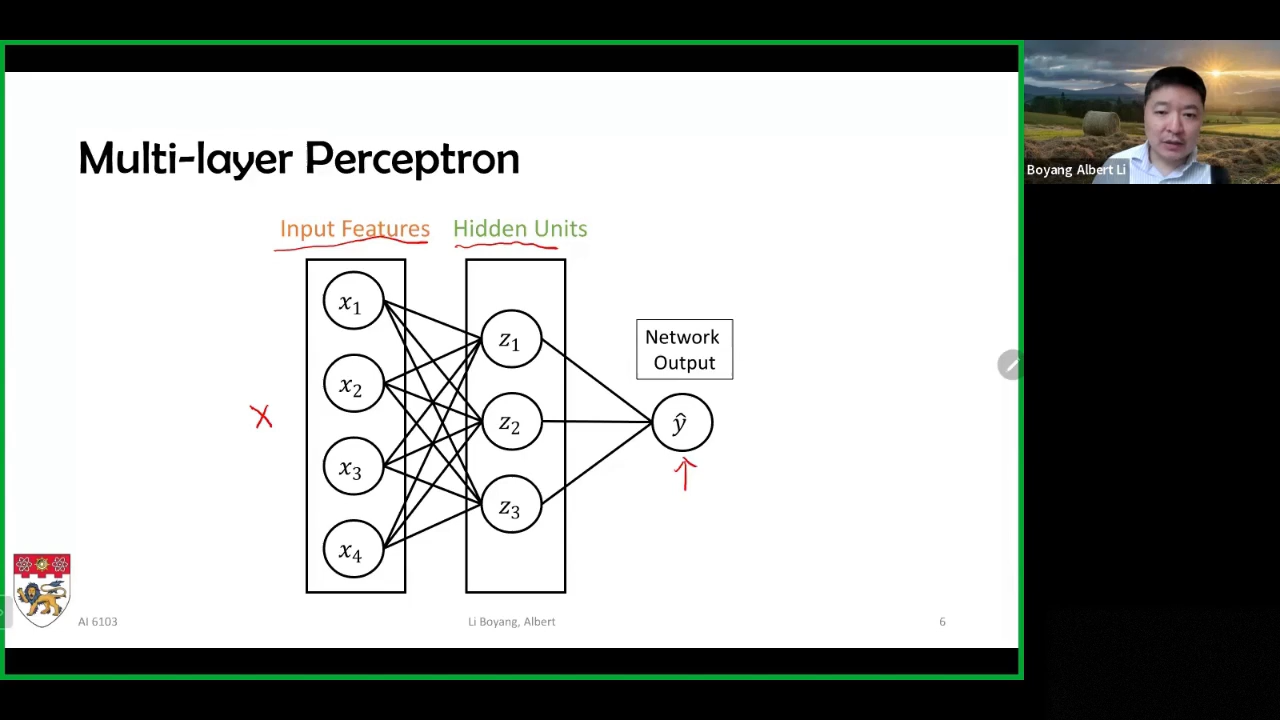 Multi-layer Perceptron
Input Features
Hidden Units
x1
x2
x3
x4
X
z1
z2
z3
Network
Output
ŷ
AI 6103
Li Boyang, Albert
6
Boyang Albert Li